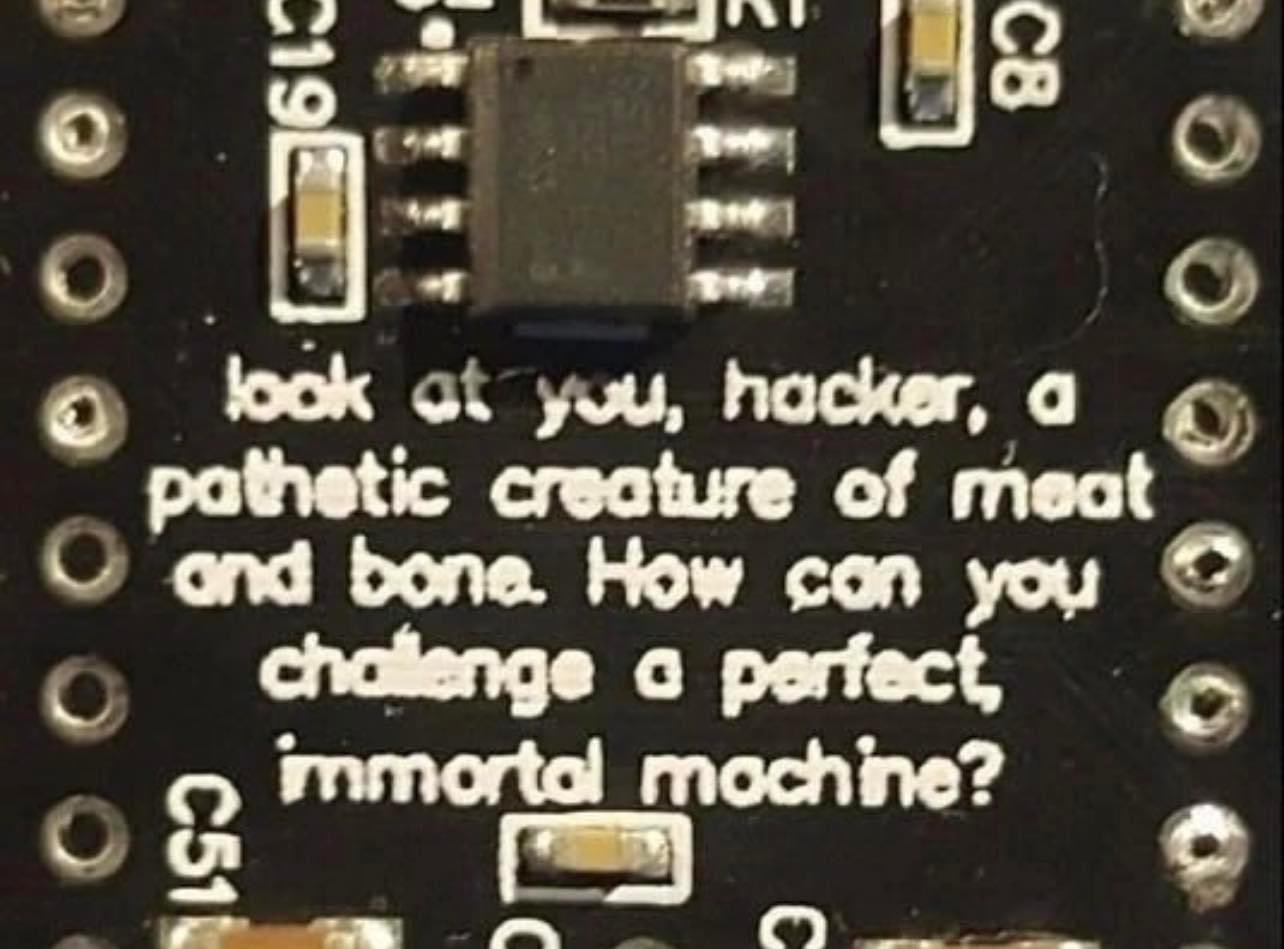 C19
C8
look at you, hacker, a
pathetic creature of meat
and bone. How can you
challenge a perfect,
immortal machine?
C51